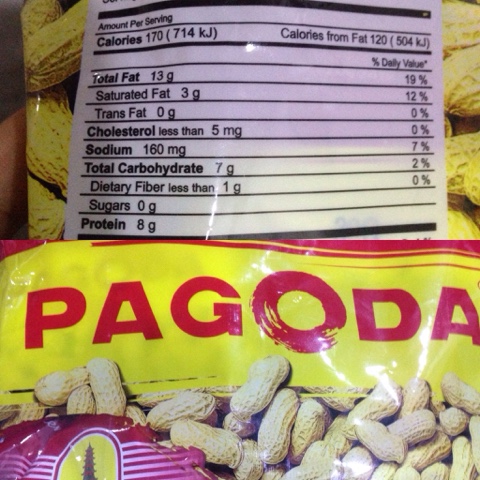 Amount Per Serving
Calories 170 ( 714 kJ) Calories from Fat 120 ( 504 kJ)
% Daily Value*
Total Fat 13 g 19 %
Saturated Fat 3 g 12 %
Trans Fat 0 g 0 %
Cholesterol less than 5 mg 0 %
Sodium 160 mg 7 %
Total Carbohydrate 7 g 2 %
Dietary Fiber less than 1 g 0 %
Sugars 0 g
Protein 8 g
PAGODA